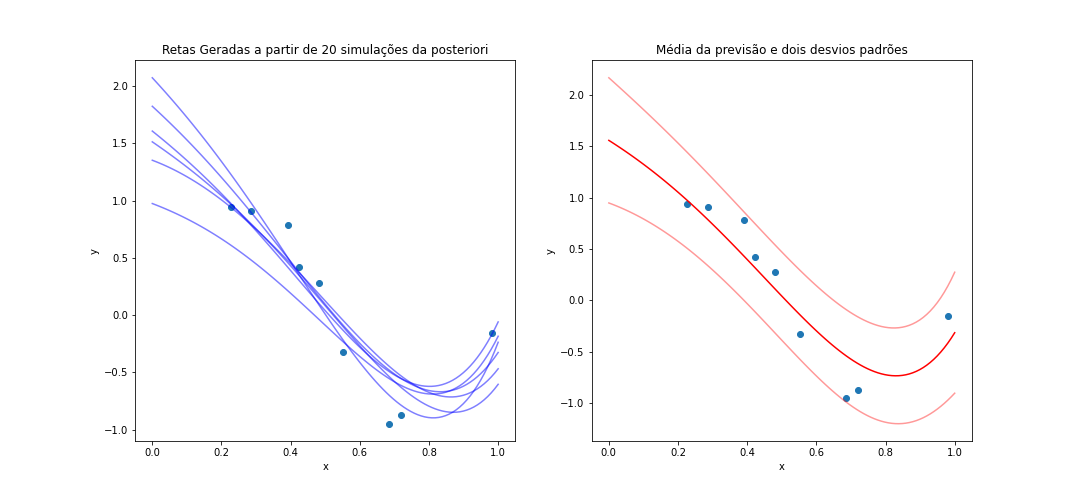 Retas Geradas a partir de 20 simulações da posteriori
2.0
1.5
1.0
0.5
0.0
−0.5
−1.0
y
0.0 0.2 0.4 0.6 0.8 1.0
x
Média da previsão e dois desvios padrões
2.0
1.5
1.0
0.5
0.0
−0.5
−1.0
y
0.0 0.2 0.4 0.6 0.8 1.0
x